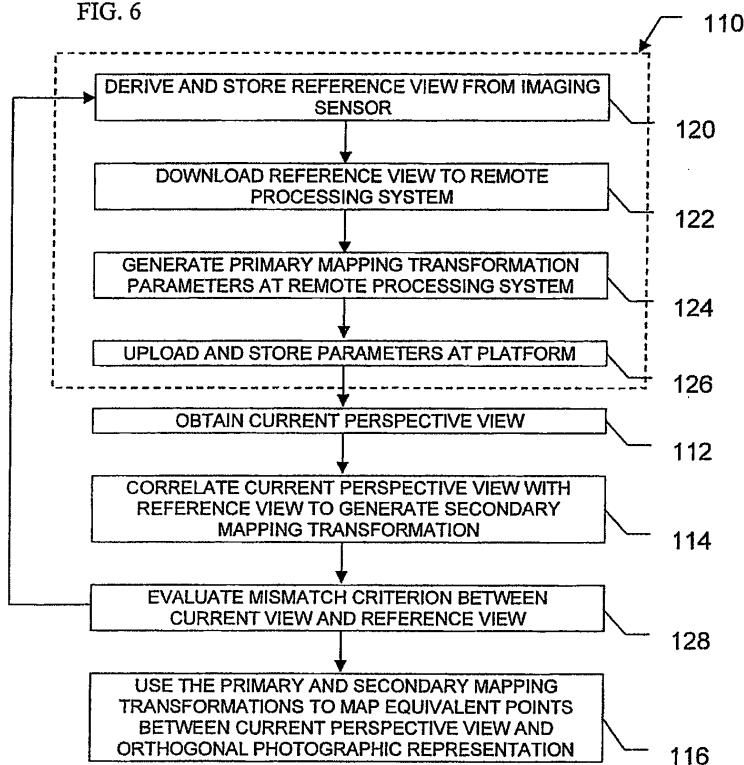 FIG. 6
110
DERIVE AND STORE REFERENCE VIEW FROM IMAGING
SENSOR
120
DOWNLOAD REFERENCE VIEW TO REMOTE
PROCESSING SYSTEM
122
GENERATE PRIMARY MAPPING TRANSFORMATION
PARAMETERS AT REMOTE PROCESSING SYSTEM
124
UPLOAD AND STORE PARAMETERS AT PLATFORM
126
OBTAIN CURRENT PERSPECTIVE VIEW
112
CORRELATE CURRENT PERSPECTIVE VIEW WITH
REFERENCE VIEW TO GENERATE SECONDARY
MAPPING TRANSFORMATION
114
EVALUATE MISMATCH CRITERION BETWEEN
CURRENT VIEW AND REFERENCE VIEW
128
USE THE PRIMARY AND SECONDARY MAPPING
TRANSFORMATIONS TO MAP EQUIVALENT POINTS
BETWEEN CURRENT PERSPECTIVE VIEW AND
ORTHOGONAL PHOTOGRAPHIC REPRESENTATION
116